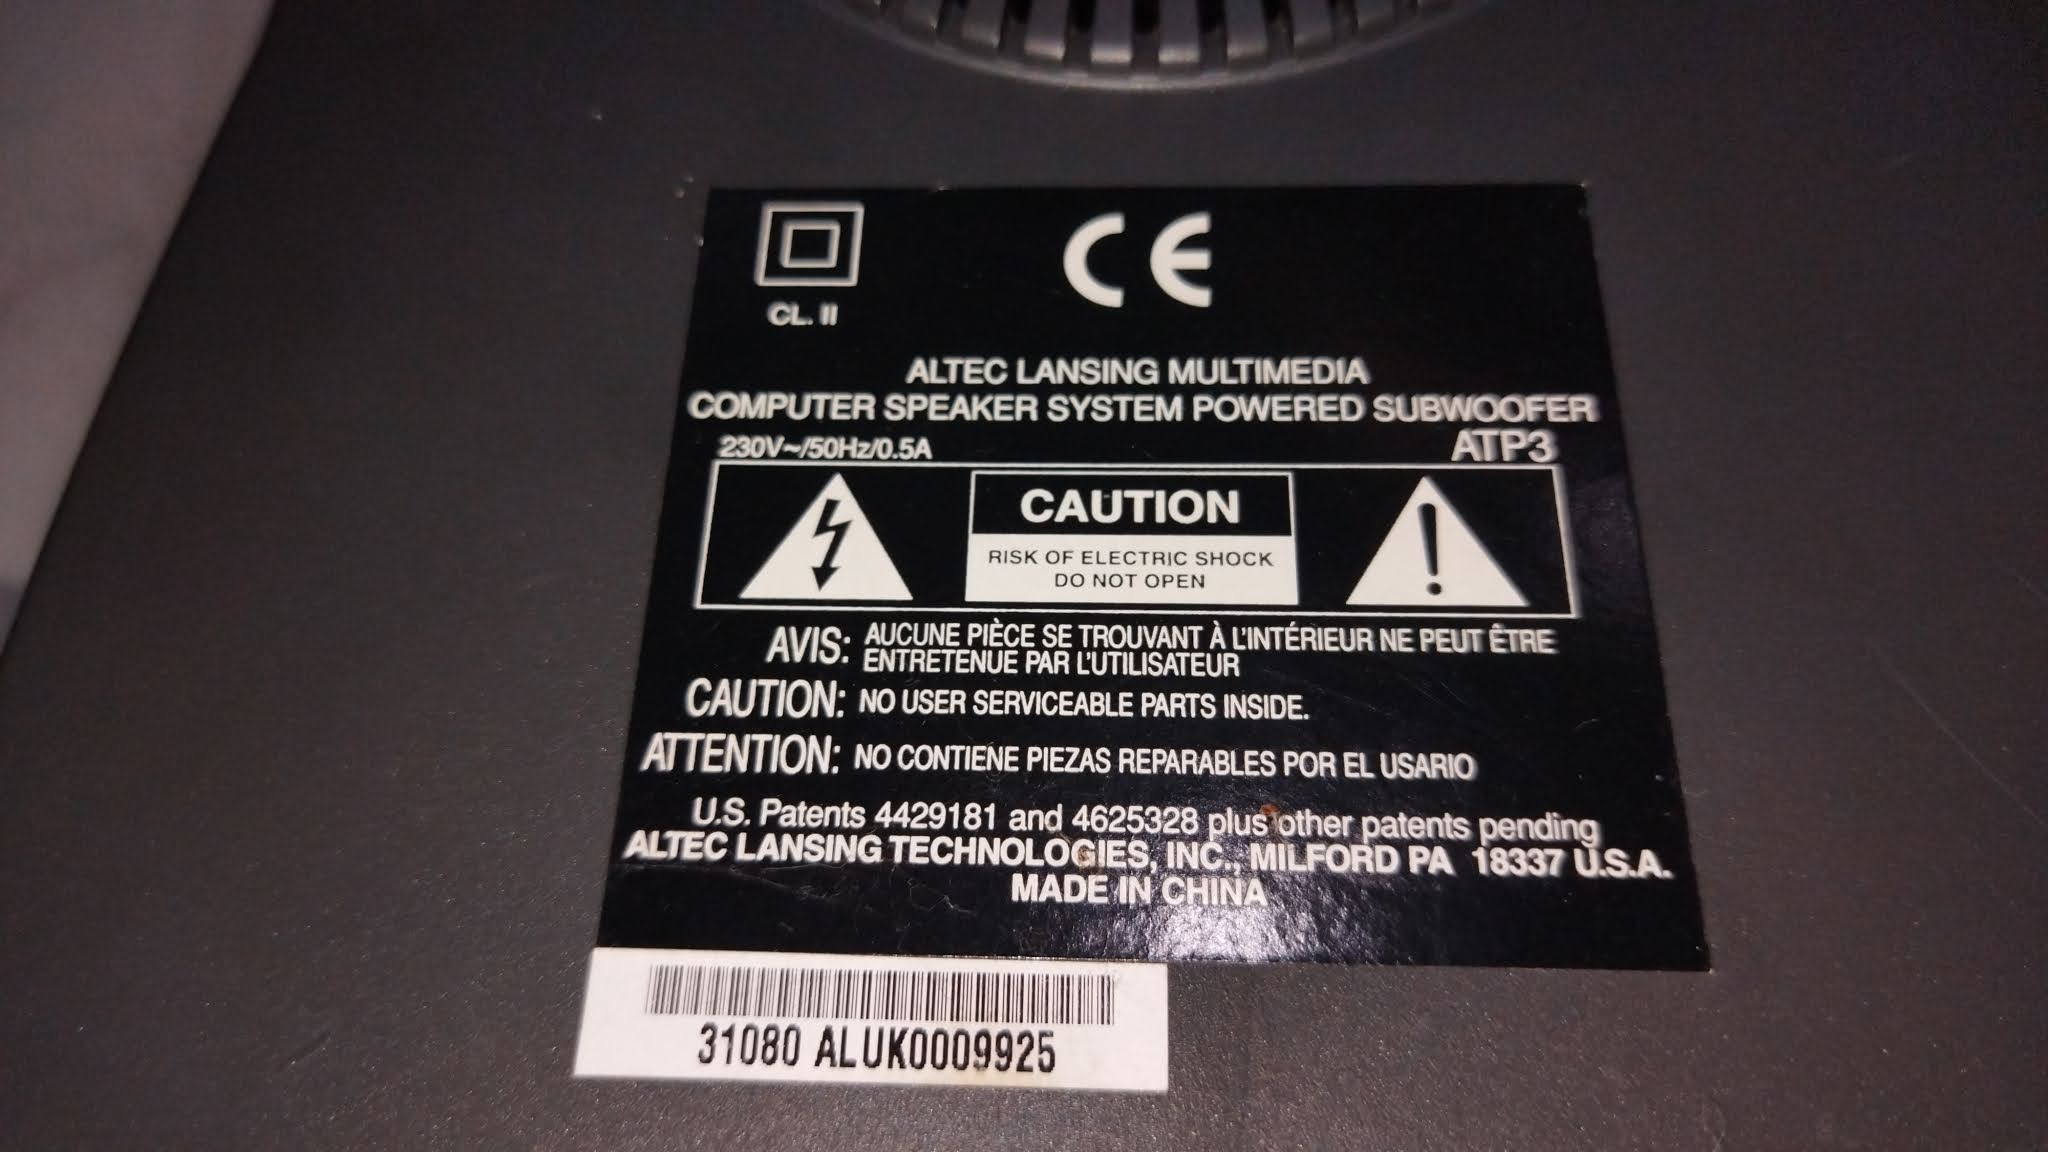 CE
CL. II
ALTEC LANSING MULTIMEDIA
COMPUTER SPEAKER SYSTEM POWERED SUBWOOFER
230V~/50Hz/0.5A ATP3
CAUTION
RISK OF ELECTRIC SHOCK
DO NOT OPEN
AVIS: AUCUNE PIÈCE SE TROUVANT À L'INTÉRIEUR NE PEUT ÊTRE
ENTRETENUE PAR L'UTILISATEUR
CAUTION: NO USER SERVICEABLE PARTS INSIDE.
ATTENTION: NO CONTIENE PIEZAS REPARABLES POR EL USARIO
U.S. Patents 4429181 and 4625328 plus other patents pending
ALTEC LANSING TECHNOLOGIES, INC., MILFORD PA 18337 U.S.A.
MADE IN CHINA
31080 ALUK0009925